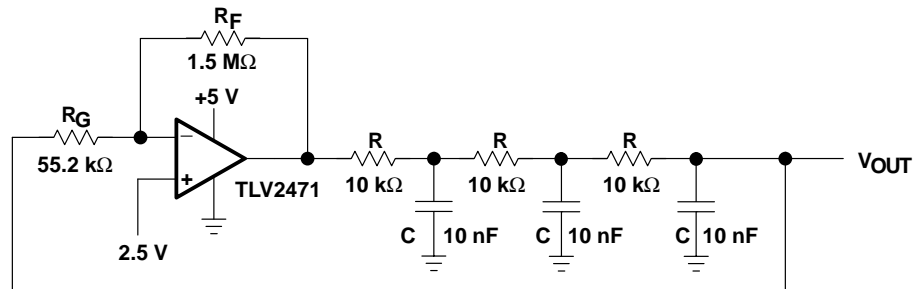 R_F
1.5 MΩ
+5 V
R_G
55.2 kΩ
−
+
TLV2471
2.5 V
R
10 kΩ
R
10 kΩ
R
10 kΩ
C 10 nF
C 10 nF
C 10 nF
V_OUT